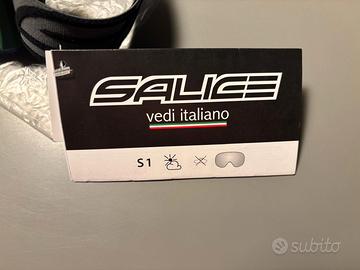 SALICE
vedi italiano
S1
subito